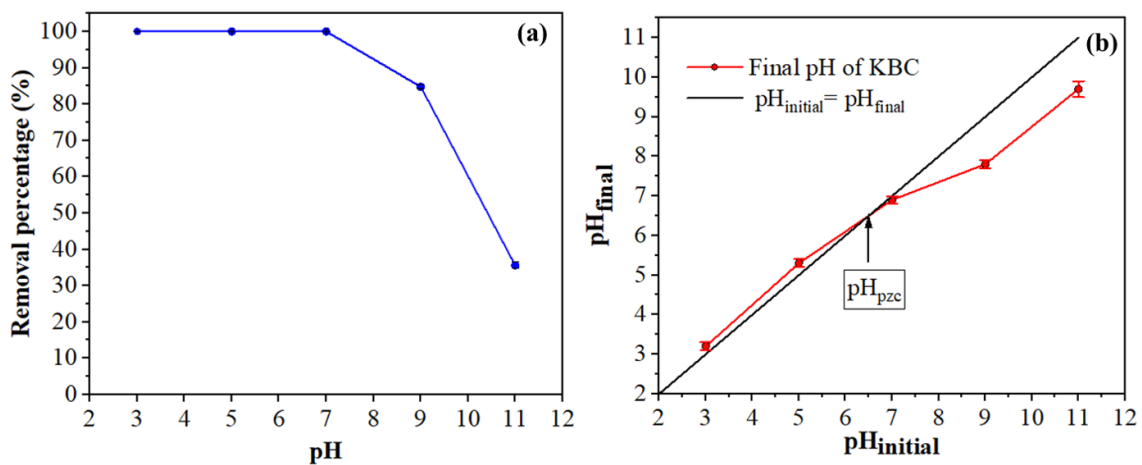 (a)
Removal percentage (%)
100
90
80
70
60
50
40
30
20
10
0
2 3 4 5 6 7 8 9 10 11 12
pH
(b)
Final pH of KBC
pHinitial= pHfinal
pHpzc
pHfinal
11
10
9
8
7
6
5
4
3
2
2 3 4 5 6 7 8 9 10 11 12
pHinitial